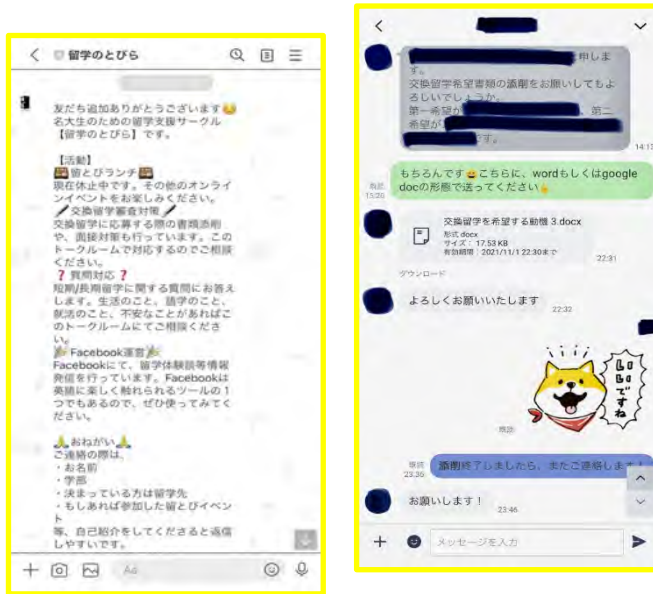 留学のとびら
友だち追加ありがとうございます😊
名大生のための留学支援サークル
【留学のとびら】です。
【活動】
🍱留とびランチ🍱
現在休止中です。その他のオンライ
ンイベントをお楽しみください。
🖊交換留学審査対策🖊
交換留学に応募する際の書類添削
や、面接対策も行っています。この
トークルームで対応するのでご相談
ください。
❓質問対応❓
短期/長期留学に関する質問にお答え
します。生活のこと、語学のこと、
就活のこと、不安なことがあればこ
のトークルームにてご相談くださ
い。
🎉Facebook運営🎉
Facebookにて、留学体験談等情報
発信を行っています。Facebookは
英語に楽しく触れられるツールの１
つでもあるので、ぜひ使ってみてく
ださい。
🙏おねがい🙏
ご連絡の際は、
・お名前
・学部
・決まっている方は留学先
・もしあれば参加した留とびイベン
ト
等、自己紹介をしてくださると返信
しやすいです。
Aa
申しま
す。
交換留学希望書類の添削をお願いしてもよ
ろしいでしょうか。
第一希望が
、第二
希望が
です。
14:13
もちろんです😄こちらに、wordもしくはgoogle
docの形態で送ってください👍
既読
15:20
交換留学を希望する動機 3.docx
形式:docx
サイズ：17.53 KB
有効期間：2021/11/1 22:30まで
22:31
ダウンロード
よろしくお願いいたします
22:32
いいですね
既読
添削終了しましたら、またご連絡します！
既読
23:35
お願いします！
23:46
メッセージを入力